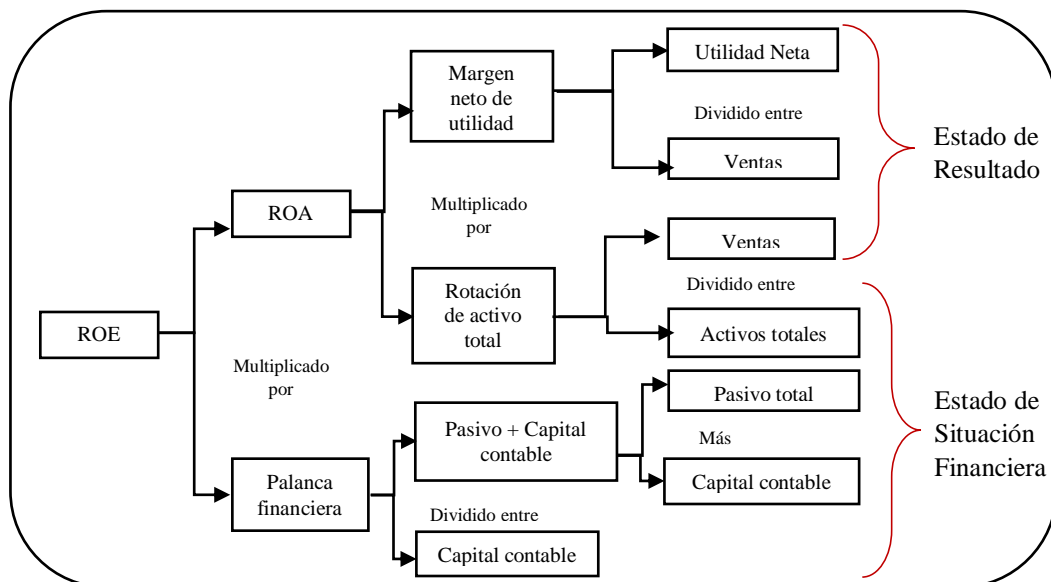 Utilidad Neta
Margen
neto de
utilidad
Dividido entre
Estado de
Resultado
Ventas
ROA
Multiplicado
por
Ventas
Rotación
de activo
total
Dividido entre
ROE
Activos totales
Multiplicado
por
Pasivo total
Pasivo + Capital
contable
Más
Estado de
Situación
Financiera
Capital contable
Palanca
financiera
Dividido entre
Capital contable